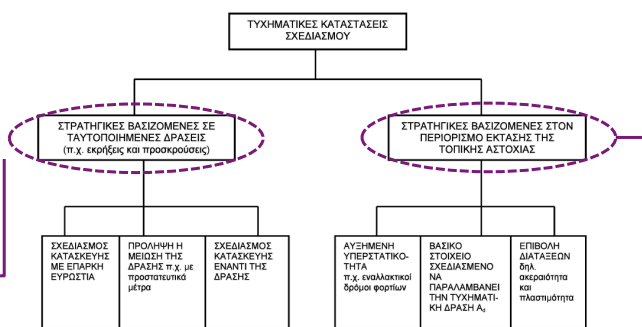 ΤΥΧΗΜΑΤΙΚΕΣ ΚΑΤΑΣΤΑΣΕΙΣ
ΣΧΕΔΙΑΣΜΟΥ
ΣΤΡΑΤΗΓΙΚΕΣ ΒΑΣΙΖΟΜΕΝΕΣ ΣΕ
ΤΑΥΤΟΠΟΙΗΜΕΝΕΣ ΔΡΑΣΕΙΣ
(π.χ. εκρήξεις και προσκρούσεις)
ΣΤΡΑΤΗΓΙΚΕΣ ΒΑΣΙΖΟΜΕΝΕΣ ΣΤΟΝ
ΠΕΡΙΟΡΙΣΜΟ ΕΚΤΑΣΗΣ ΤΗΣ
ΤΟΠΙΚΗΣ ΑΣΤΟΧΙΑΣ
ΣΧΕΔΙΑΣΜΟΣ
ΚΑΤΑΣΚΕΥΗΣ
ΜΕ ΕΠΑΡΚΗ
ΕΥΡΩΣΤΙΑ
ΠΡΟΛΗΨΗ Η
ΜΕΙΩΣΗ ΤΗΣ
ΔΡΑΣΗΣ π.χ. με
προστατευτικά
μέτρα
ΣΧΕΔΙΑΣΜΟΣ
ΚΑΤΑΣΚΕΥΗΣ
ΕΝΑΝΤΙ ΤΗΣ
ΔΡΑΣΗΣ
ΑΥΞΗΜΕΝΗ
ΥΠΕΡΣΤΑΤΙΚΟ-
ΤΗΤΑ
π.χ. εναλλακτικοί
δρόμοι φορτίων
ΒΑΣΙΚΟ
ΣΤΟΙΧΕΙΟ
ΣΧΕΔΙΑΣΜΕΝΟ
ΝΑ
ΠΑΡΑΛΑΜΒΑΝΕΙ
ΤΗΝ ΤΥΧΗΜΑΤΙ-
ΚΗ ΔΡΑΣΗ Ad
ΕΠΙΒΟΛΗ
ΔΙΑΤΑΞΕΩΝ
δηλ.
ακεραιότητα
και
πλαστιμότητα